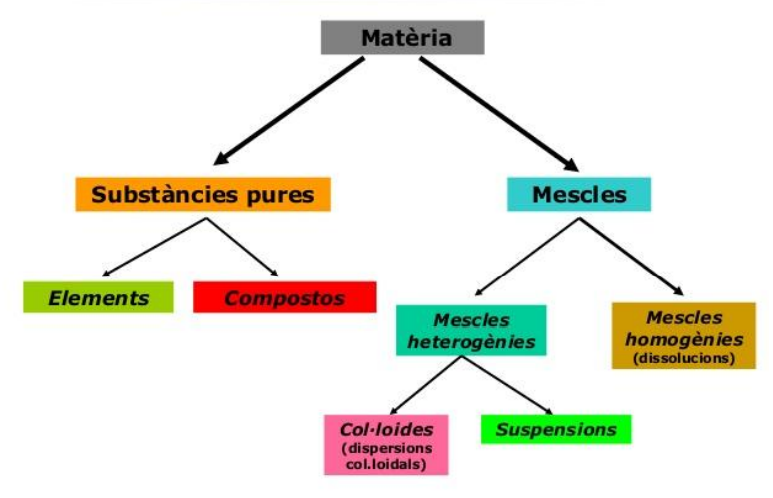 Matèria
Substàncies pures
Mescles
Elements
Compostos
Mescles
heterogènies
Mescles
homogènies
(dissolucions)
Col·loides
(dispersions
col.loidals)
Suspensions